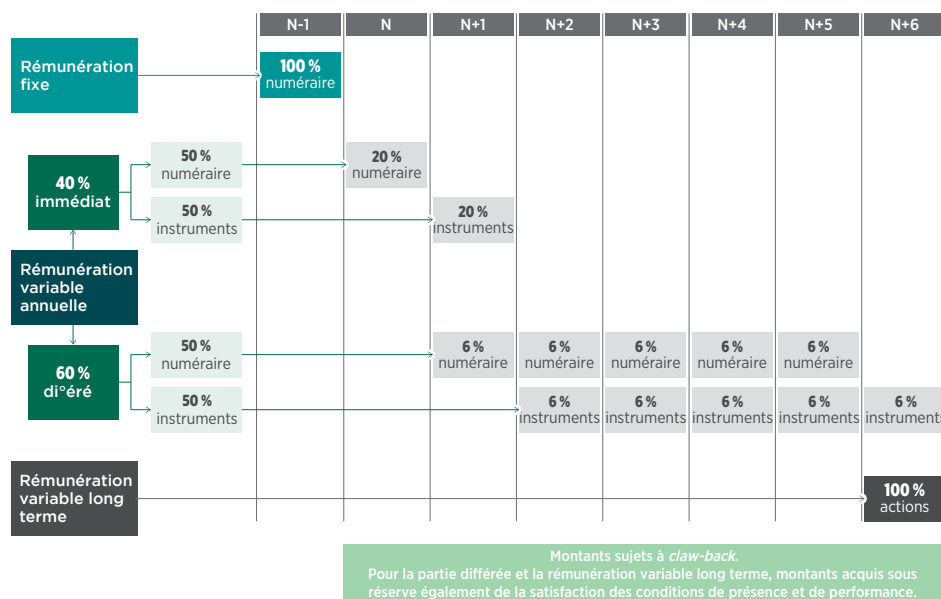 N-1 N N+1 N+2 N+3 N+4 N+5 N+6
Rémunération
fixe
100 %
numéraire
40 %
immédiat
50 %
numéraire
20 %
numéraire
50 %
instruments
20 %
instruments
Rémunération
variable
annuelle
60 %
di°éré
50 %
numéraire
6 % 6 % 6 % 6 % 6 %
numéraire numéraire numéraire numéraire numéraire
50 %
instruments
6 % 6 % 6 % 6 % 6 %
instruments instruments instruments instruments instruments
Rémunération
variable long
terme
100 %
actions
Montants sujets à claw-back.
Pour la partie différée et la rémunération variable long terme, montants acquis sous
réserve également de la satisfaction des conditions de présence et de performance.